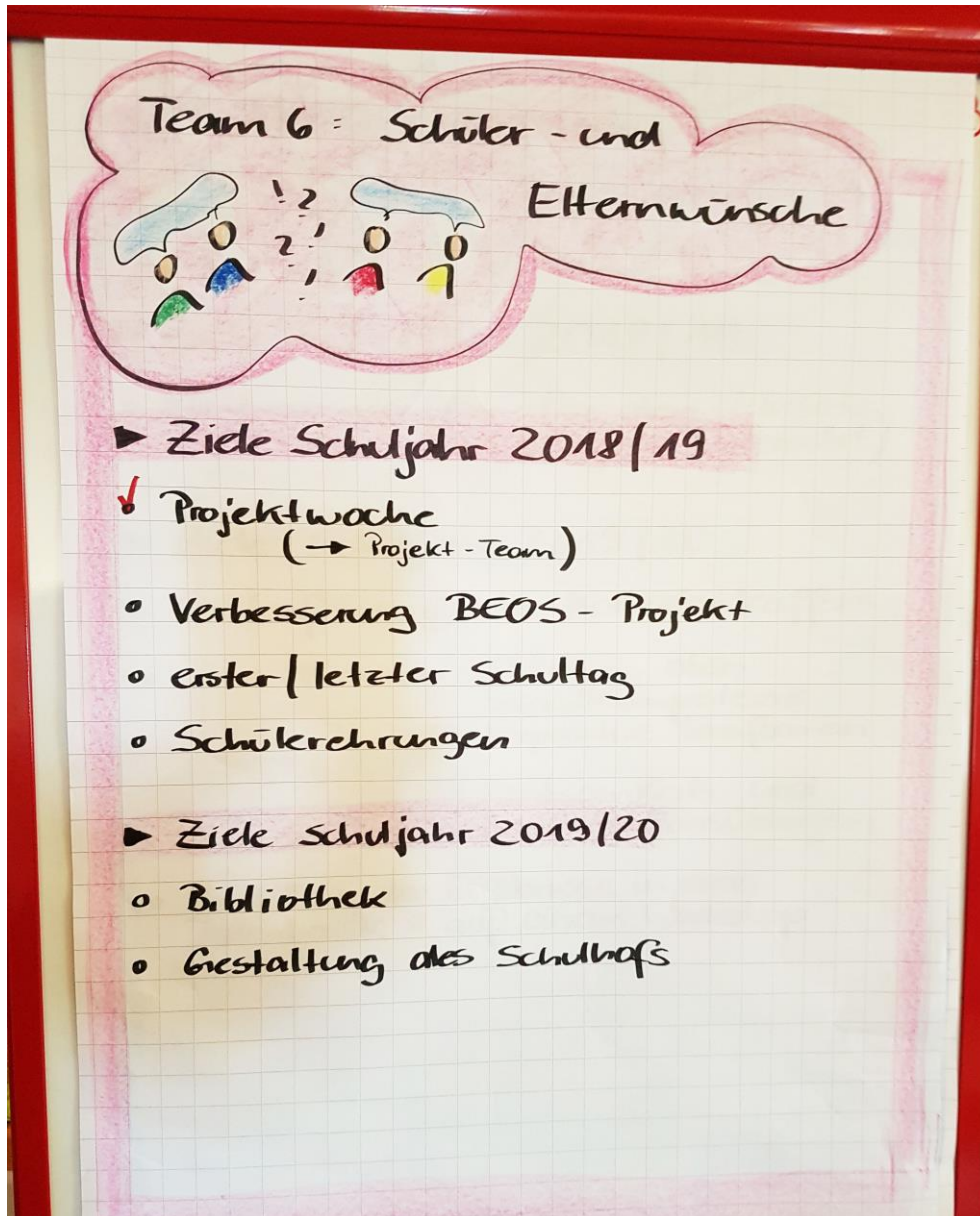 Team 6: Schüler - und
Elternwünsche
! ?
? !
!
► Ziele Schuljahr 2018/19
Projektwoche
(→ Projekt - Team)
• Verbesserung BEOS - Projekt
• erster / letzter Schultag
• Schülerehrungen
► Ziele Schuljahr 2019/20
• Bibliothek
• Gestaltung des Schulhofs